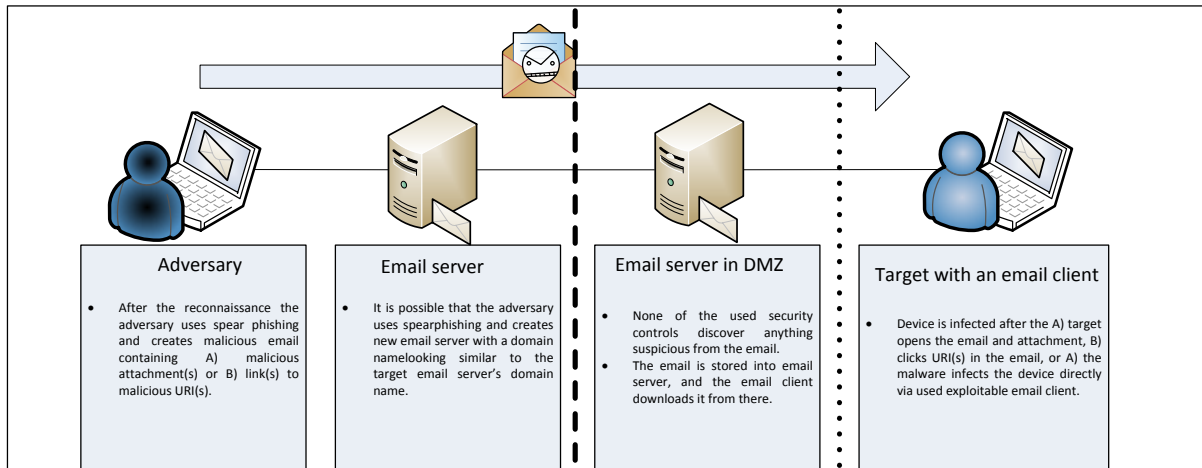 Adversary
• After the reconnaissance the
adversary uses spear phishing
and creates malicious email
containing A) malicious
attachment(s) or B) link(s) to
malicious URI(s).
Email server
• It is possible that the adversary
uses spearphishing and creates
new email server with a domain
namelooking similar to the
target email server's domain
name.
Email server in DMZ
• None of the used security
controls discover anything
suspicious from the email.
• The email is stored into email
server, and the email client
downloads it from there.
Target with an email client
• Device is infected after the A) target
opens the email and attachment, B)
clicks URI(s) in the email, or A) the
malware infects the device directly
via used exploitable email client.